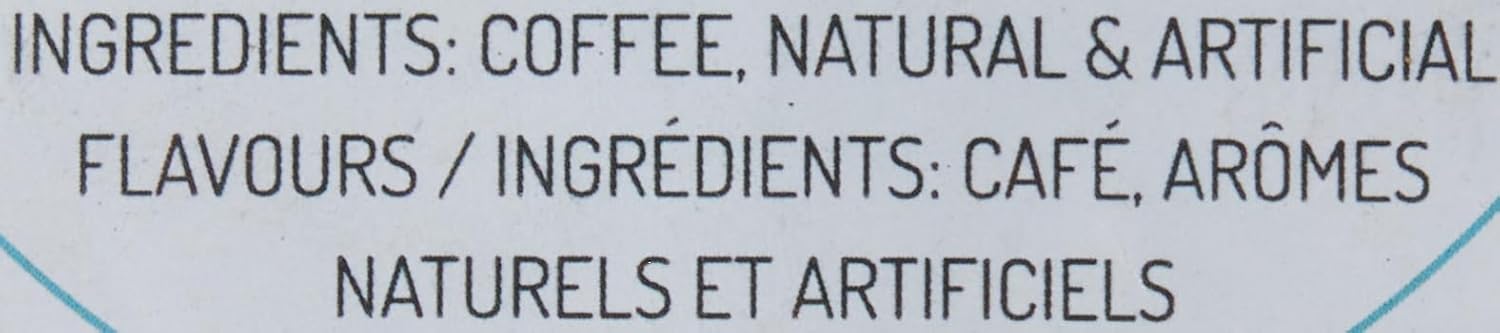 INGREDIENTS: COFFEE, NATURAL & ARTIFICIAL
FLAVOURS / INGRÉDIENTS: CAFÉ, ARÔMES
NATURELS ET ARTIFICIELS